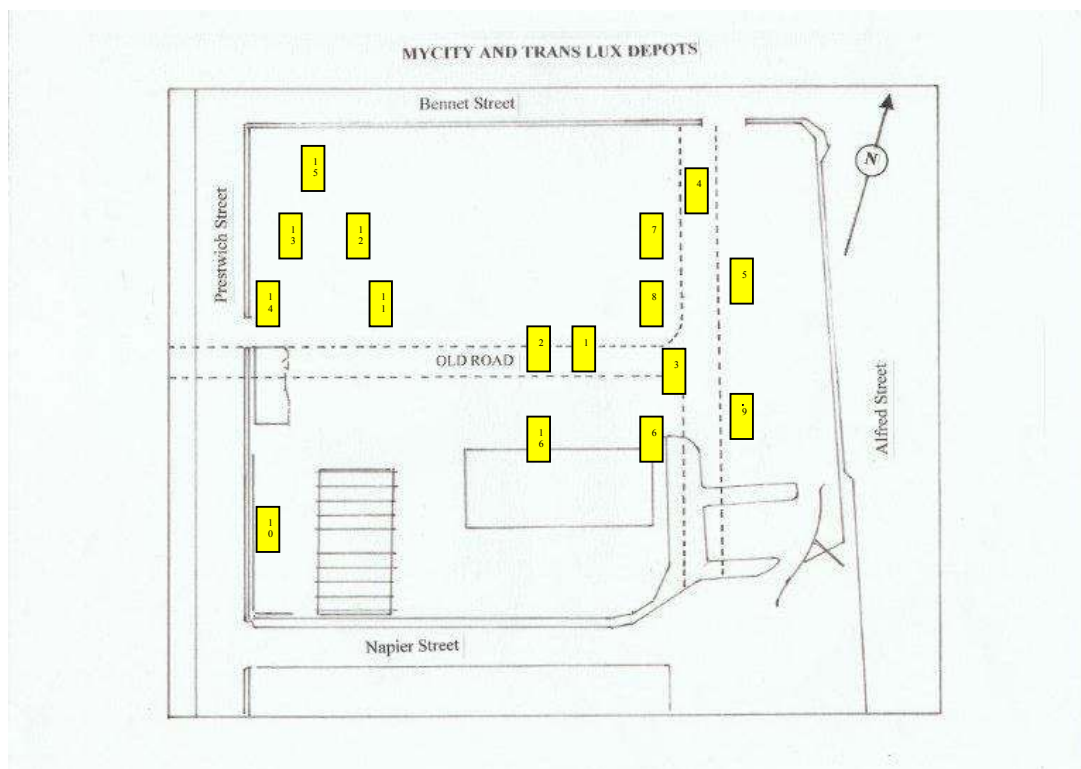 MYCITY AND TRANS LUX DEPOTS
Bennet Street
N
Prestwich Street
15
4
13
12
7
5
14
11
8
2
1
OLD ROAD
3
Alfred Street
9
16
6
10
Napier Street